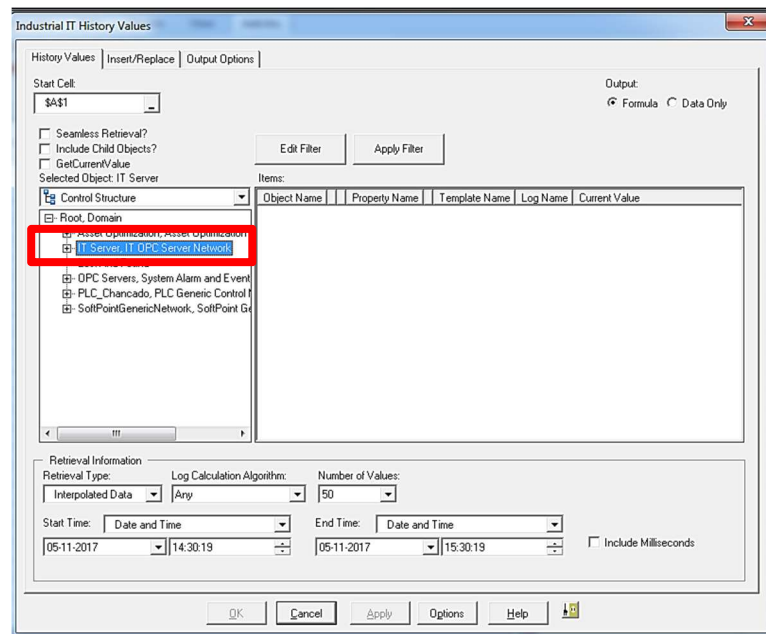 Industrial IT History Values
History Values Insert/Replace Output Options
Start Cell: Output:
$A$1 Formula Data Only
Seamless Retrieval?
Include Child Objects? Edit Filter Apply Filter
GetCurrentValue
Selected Object: IT Server Items:
Control Structure Object Name Property Name Template Name Log Name Current Value
Root, Domain
Asset Optimization, Asset Optimization
IT Server, IT OPC Server Network
OPC Servers, System Alarm and Event
PLC_Chancado, PLC Generic Control
SoftPointGenericNetwork, SoftPoint Ge
Retrieval Information
Retrieval Type: Log Calculation Algorithm: Number of Values:
Interpolated Data Any 50
Start Time: Date and Time End Time: Date and Time
05-11-2017 14:30:19 05-11-2017 15:30:19 Include Milliseconds
OK Cancel Apply Options Help